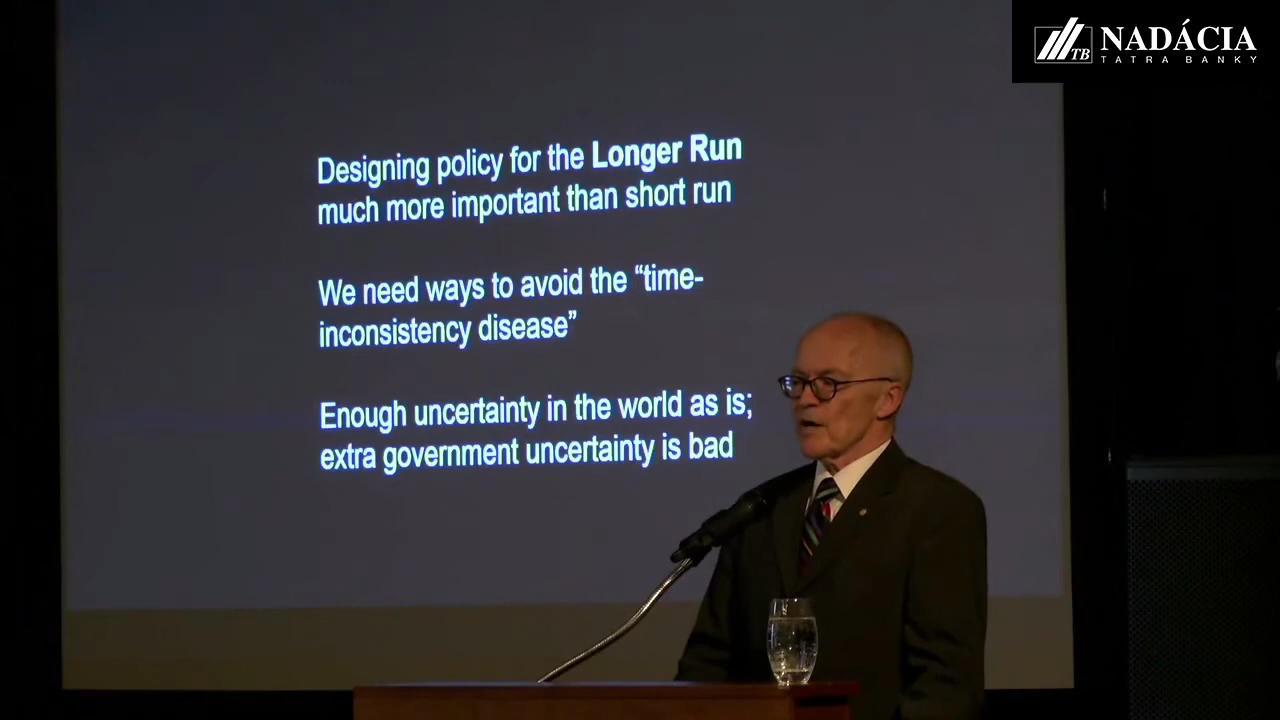 TB NADÁCIA
TATRA BANKY
Designing policy for the Longer Run
much more important than short run
We need ways to avoid the “time-
inconsistency disease”
Enough uncertainty in the world as is;
extra government uncertainty is bad